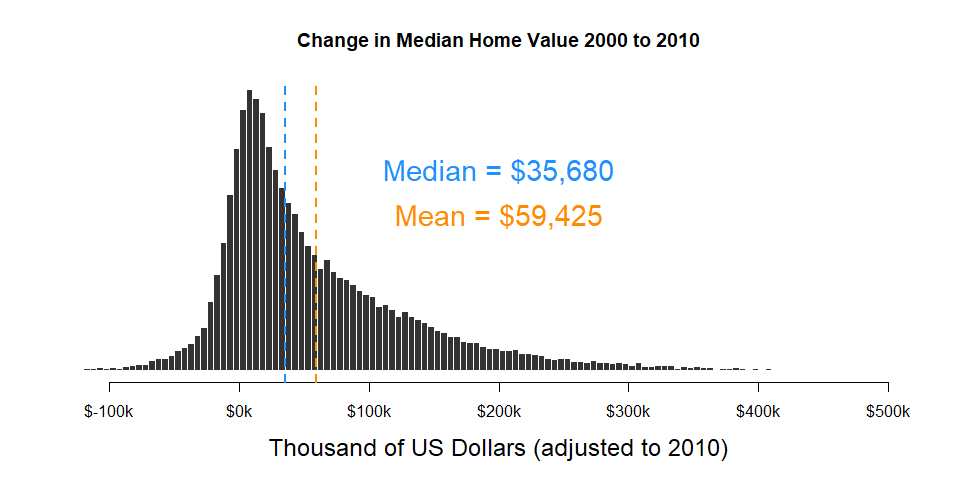 Change in Median Home Value 2000 to 2010
Median = $35,680
Mean = $59,425
$-100k $0k $100k $200k $300k $400k $500k
Thousand of US Dollars (adjusted to 2010)